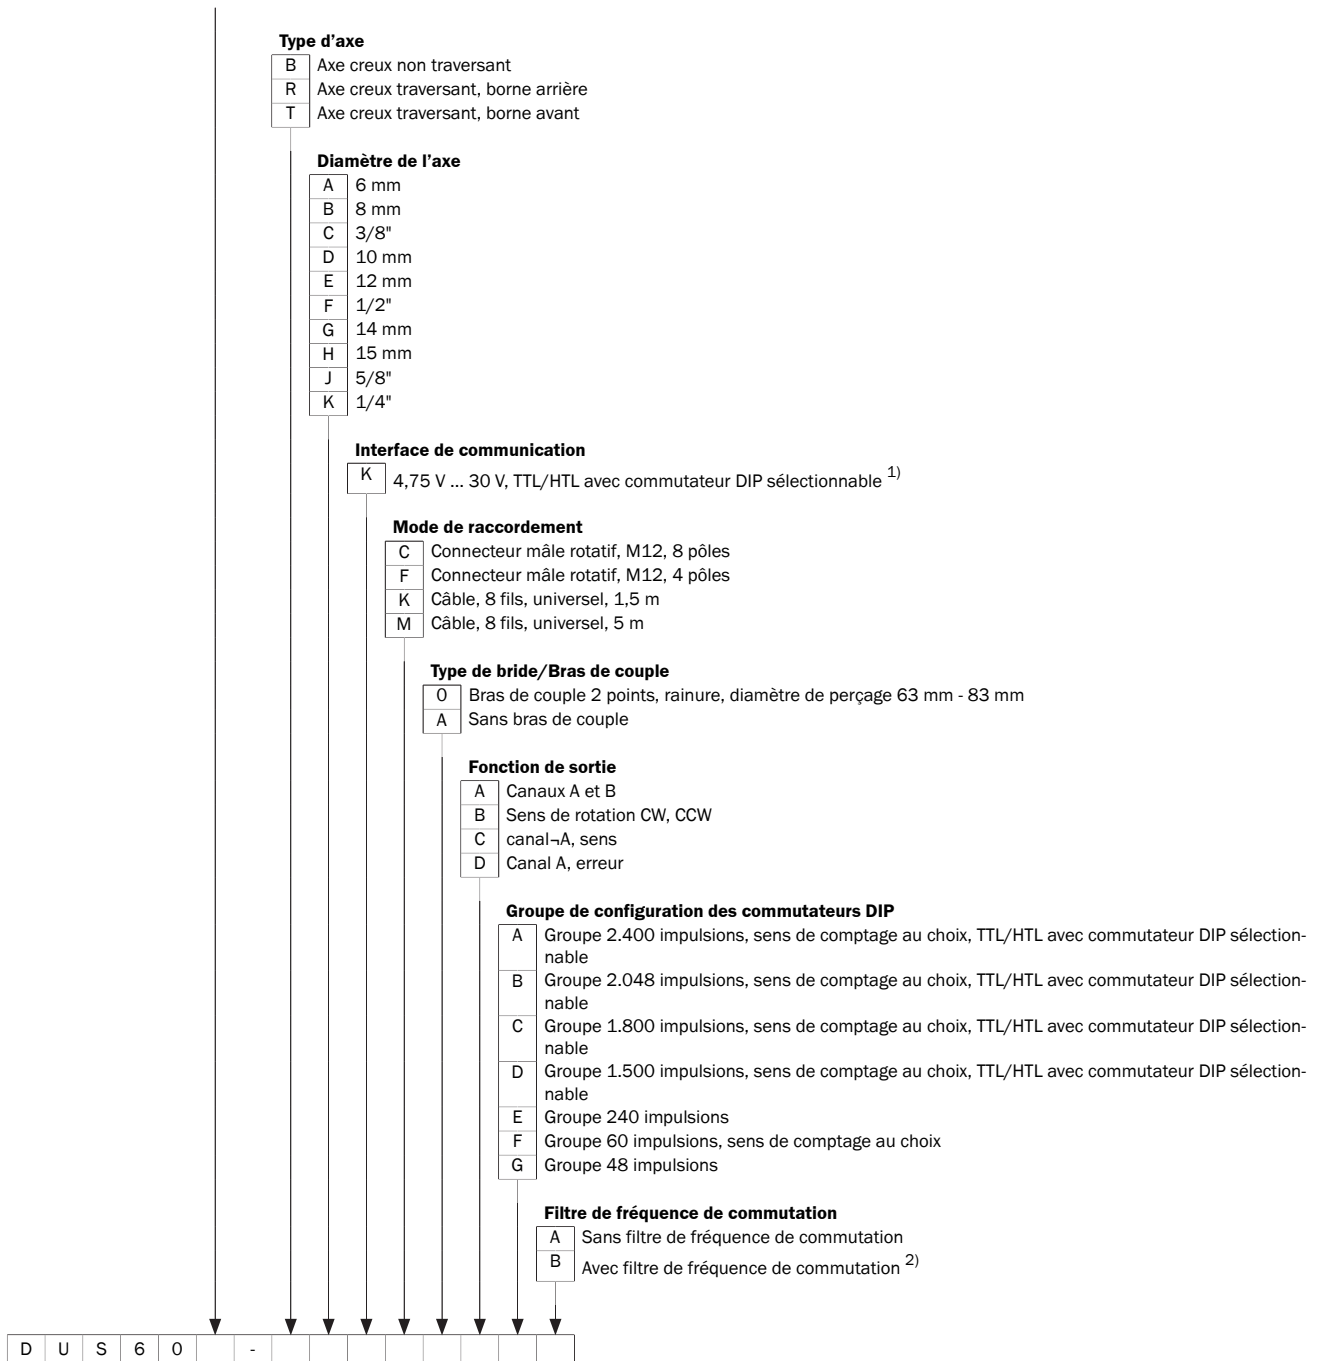 Type d'axe
B Axe creux non traversant
R Axe creux traversant, borne arrière
T Axe creux traversant, borne avant
Diamètre de l'axe
A 6 mm
B 8 mm
C 3/8"
D 10 mm
E 12 mm
F 1/2"
G 14 mm
H 15 mm
J 5/8"
K 1/4"
Interface de communication
K 4,75 V ... 30 V, TTL/HTL avec commutateur DIP sélectionnable 1)
Mode de raccordement
C Connecteur mâle rotatif, M12, 8 pôles
F Connecteur mâle rotatif, M12, 4 pôles
K Câble, 8 fils, universel, 1,5 m
M Câble, 8 fils, universel, 5 m
Type de bride/Bras de couple
0 Bras de couple 2 points, rainure, diamètre de perçage 63 mm - 83 mm
A Sans bras de couple
Fonction de sortie
A Canaux A et B
B Sens de rotation CW, CCW
C canal¬A, sens
D Canal A, erreur
Groupe de configuration des commutateurs DIP
A Groupe 2.400 impulsions, sens de comptage au choix, TTL/HTL avec commutateur DIP sélection-
nable
B Groupe 2.048 impulsions, sens de comptage au choix, TTL/HTL avec commutateur DIP sélection-
nable
C Groupe 1.800 impulsions, sens de comptage au choix, TTL/HTL avec commutateur DIP sélection-
nable
D Groupe 1.500 impulsions, sens de comptage au choix, TTL/HTL avec commutateur DIP sélection-
nable
E Groupe 240 impulsions
F Groupe 60 impulsions, sens de comptage au choix
G Groupe 48 impulsions
Filtre de fréquence de commutation
A Sans filtre de fréquence de commutation
B Avec filtre de fréquence de commutation 2)
D U S 6 0 -